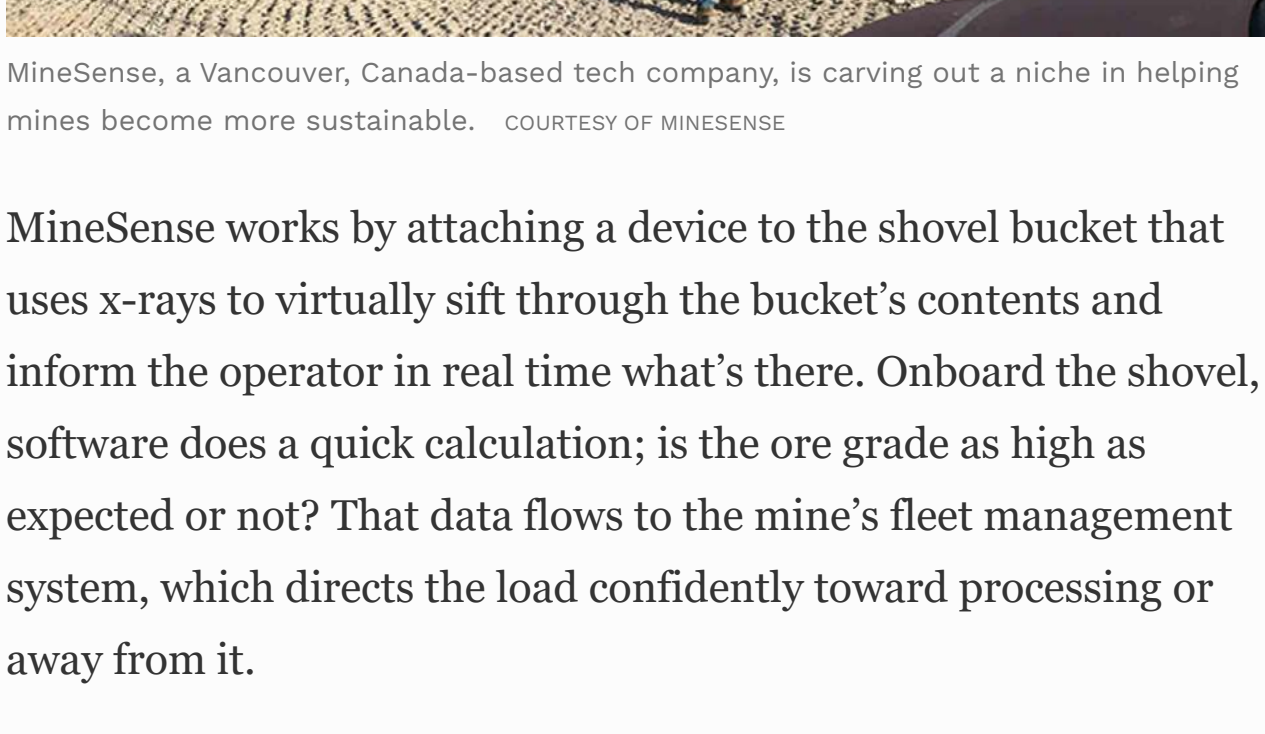 MineSense, a Vancouver, Canada-based tech company, is carving out a niche in helping
mines become more sustainable. COURTESY OF MINESENSE
MineSense works by attaching a device to the shovel bucket that
uses x-rays to virtually sift through the bucket’s contents and
inform the operator in real time what’s there. Onboard the shovel,
software does a quick calculation; is the ore grade as high as
expected or not? That data flows to the mine’s fleet management
system, which directs the load confidently toward processing or
away from it.